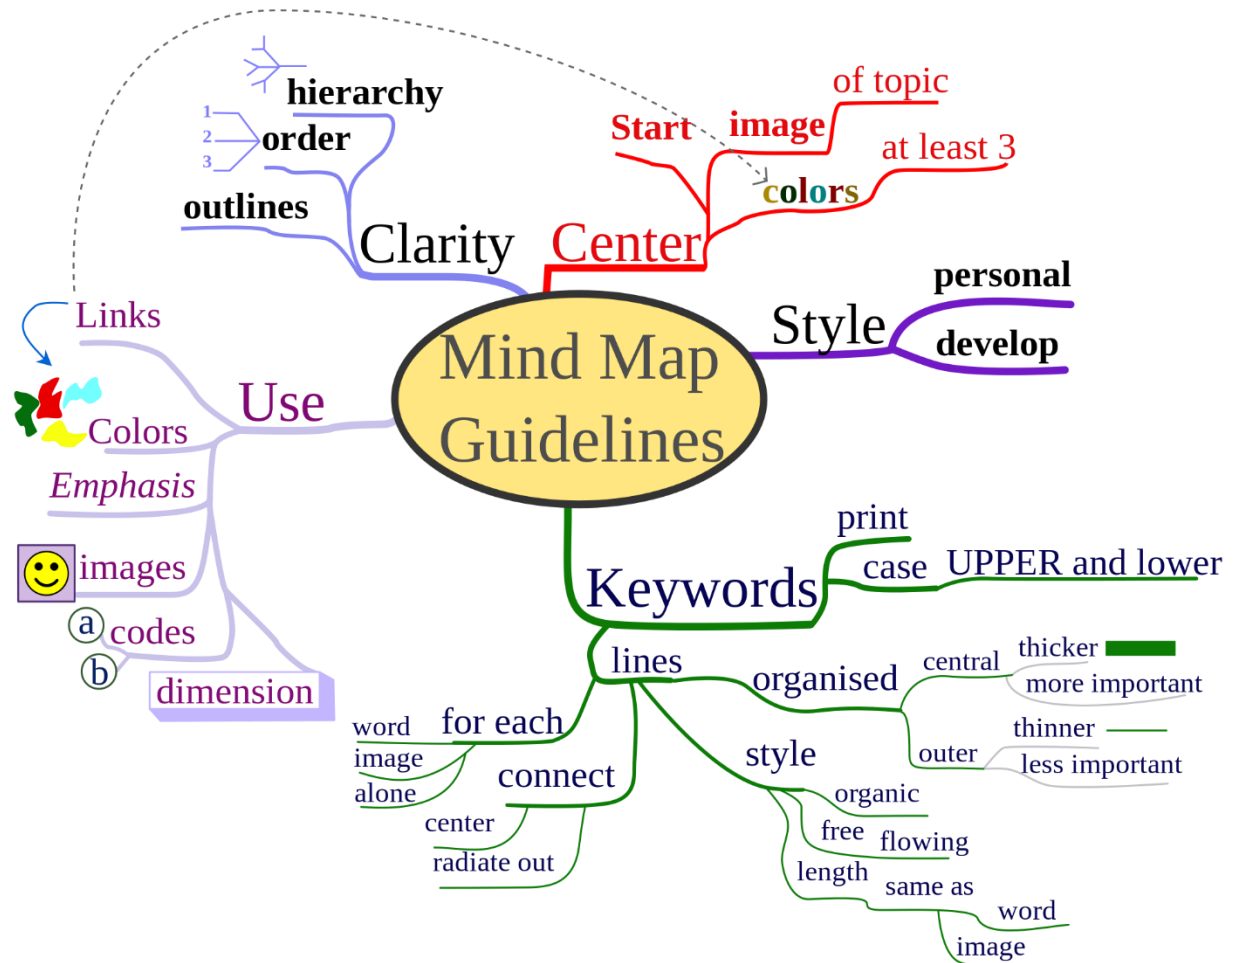 Mind Map
Guidelines
Center
Start
image
of topic
colors
at least 3
Style
personal
develop
Keywords
print
case
UPPER and lower
lines
organised
central
thicker
more important
outer
thinner
less important
style
organic
free
flowing
length
same as
word
image
connect
center
radiate out
for each
word
image
alone
Use
Links
Colors
Emphasis
images
codes
a
b
dimension
Clarity
hierarchy
order
1
2
3
outlines